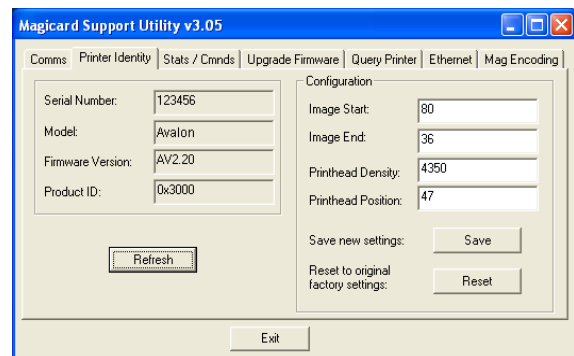 Magicard Support Utility v3.05
Comms Printer Identity Stats / Cmnds Upgrade Firmware Query Printer Ethernet Mag Encoding
Serial Number: 123456
Model: Avalon
Firmware Version: AV2.20
Product ID: 0x3000
Refresh
Configuration
Image Start: 80
Image End: 36
Printhead Density: 4350
Printhead Position: 47
Save new settings: Save
Reset to original
factory settings: Reset
Exit